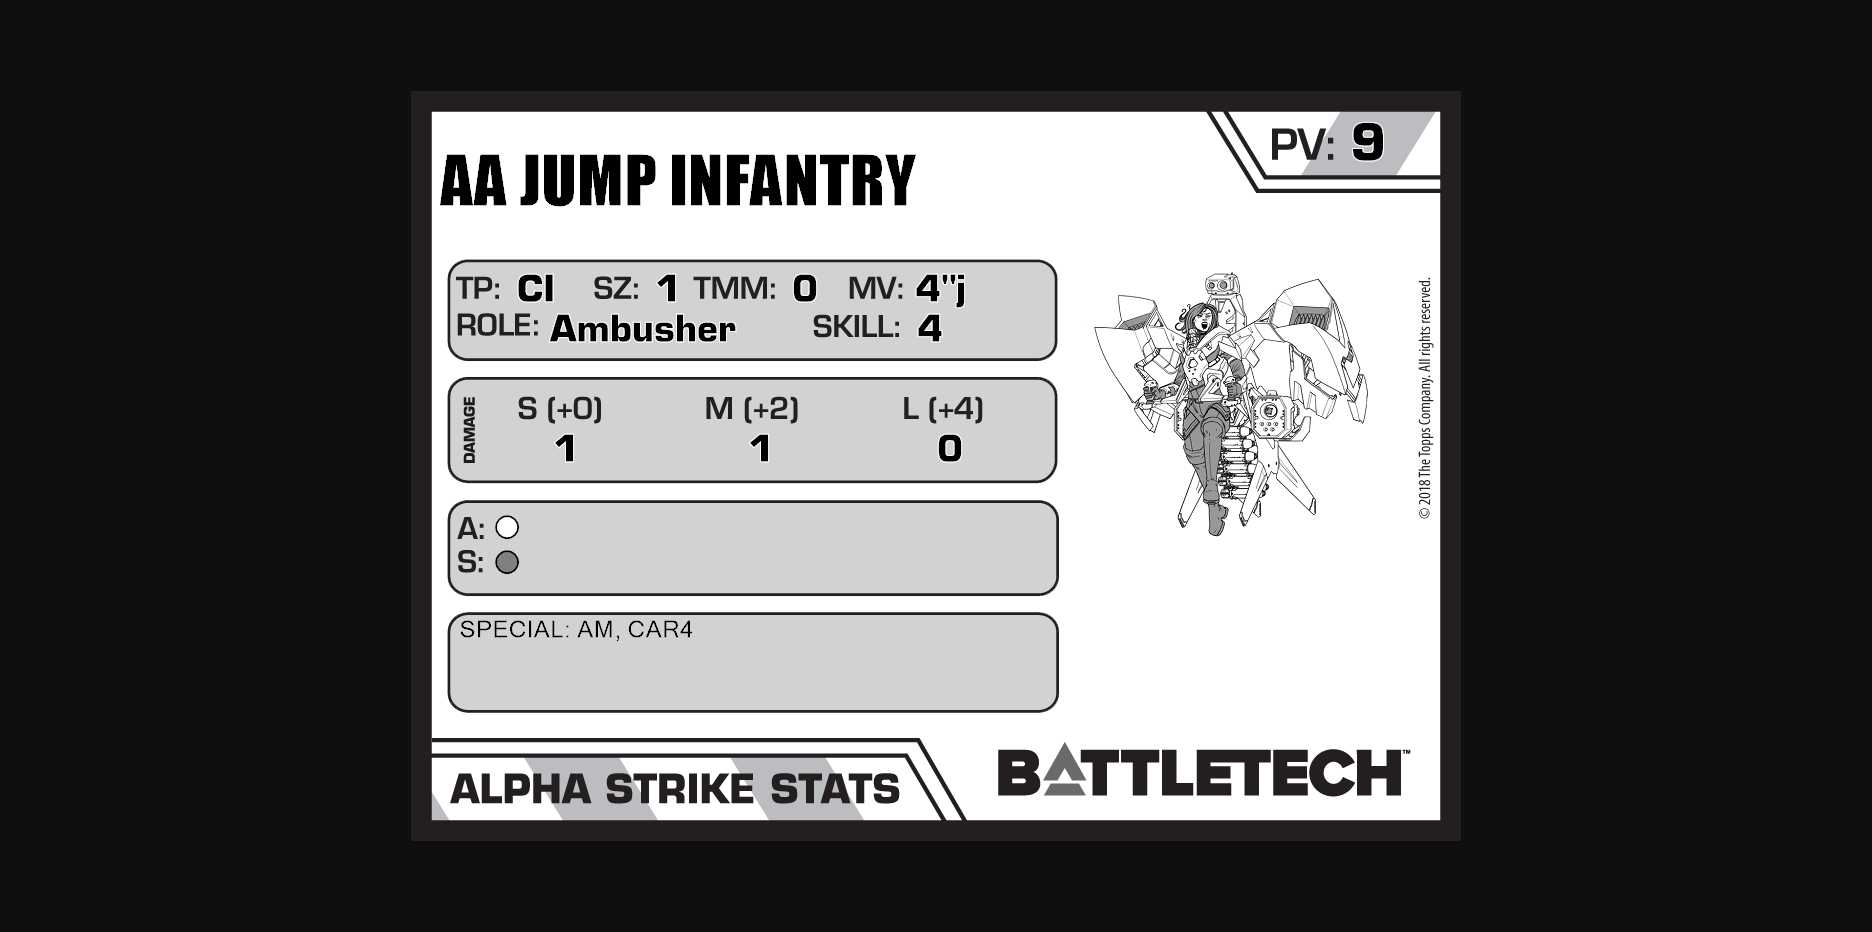 PV: 9
AA JUMP INFANTRY
TP: CI SZ: 1 TMM: 0 MV: 4"j
ROLE: Ambusher SKILL: 4
DAMAGE
S (+0) M (+2) L (+4)
1 1 0
A:
S:
SPECIAL: AM, CAR4
© 2018 The Topps Company. All rights reserved.
ALPHA STRIKE STATS
BATTLETECH™